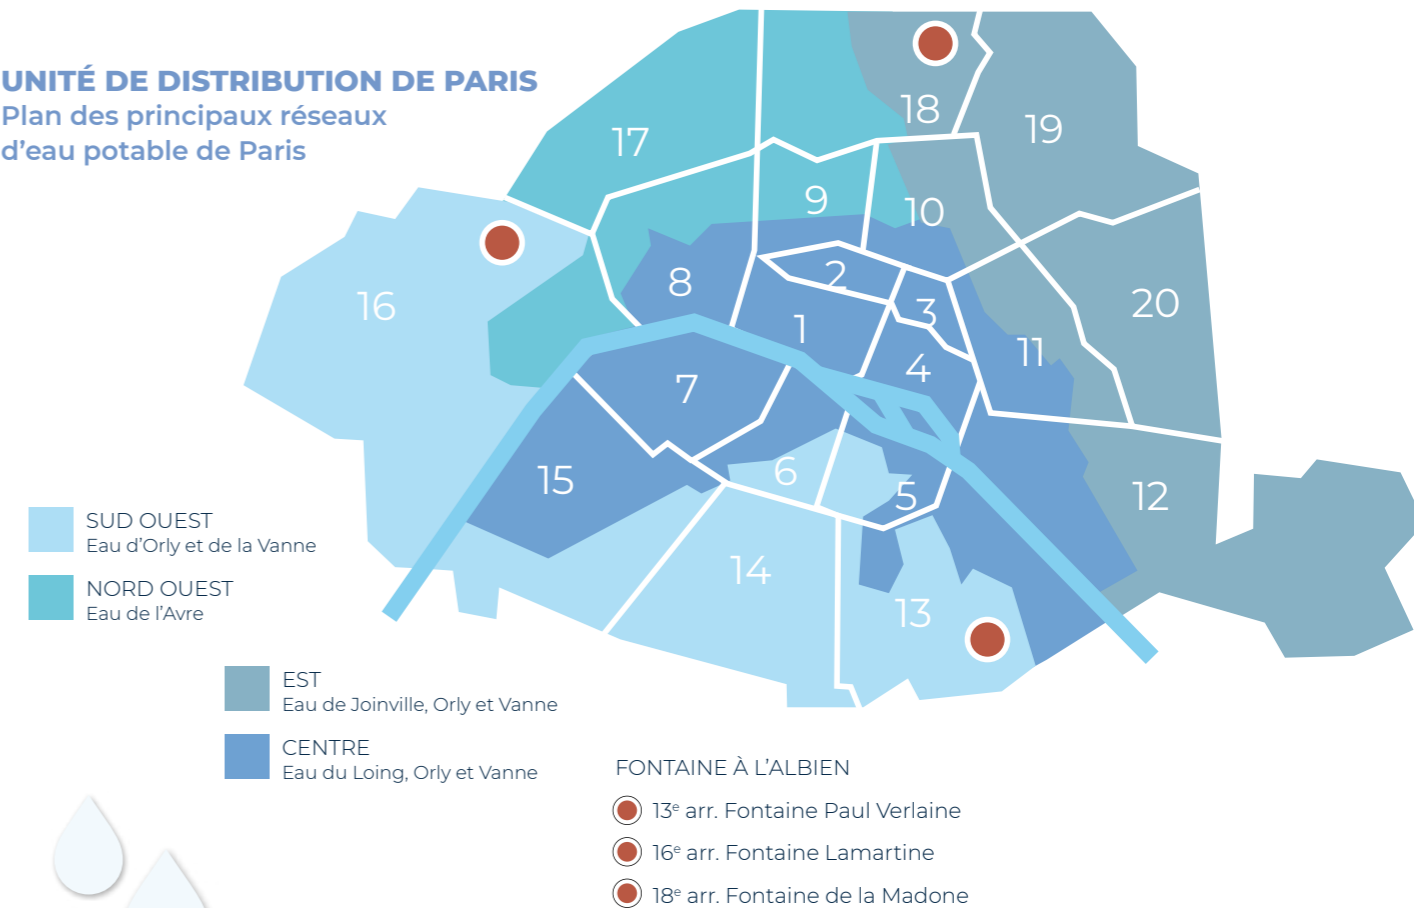 UNITÉ DE DISTRIBUTION DE PARIS
Plan des principaux réseaux
d'eau potable de Paris
18
19
17
9
10
16
8
2
20
3
1
11
4
7
6
15
5
12
14
13
SUD OUEST
Eau d'Orly et de la Vanne
NORD OUEST
Eau de l'Avre
EST
Eau de Joinville, Orly et Vanne
CENTRE
Eau du Loing, Orly et Vanne
FONTAINE À L'ALBIEN
13e arr. Fontaine Paul Verlaine
16e arr. Fontaine Lamartine
18e arr. Fontaine de la Madone